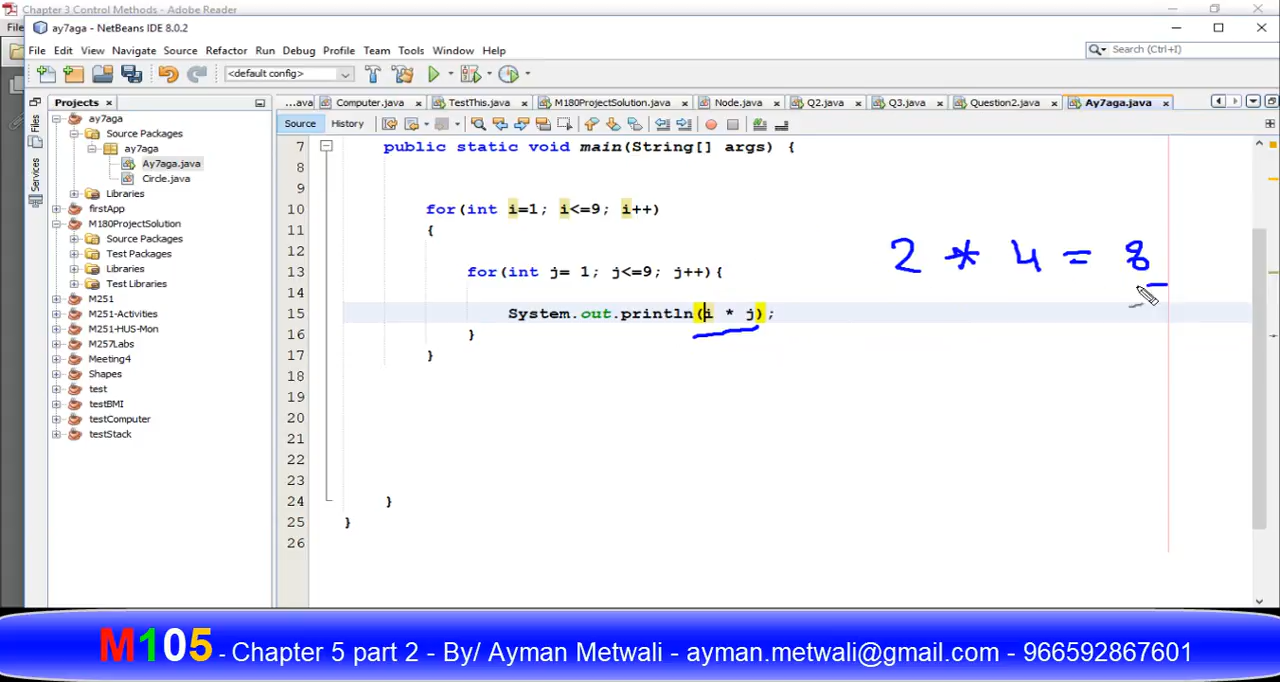 Chapter 3 Control Methods - Adobe Reader
File
ay7aga - NetBeans IDE 8.0.2
File Edit View Navigate Source Refactor Run Debug Profile Team Tools Window Help
Search (Ctrl+I)
<default config>
Projects
...ava Computer.java TestThis.java M180ProjectSolution.java Node.java Q2.java Q3.java Question2.java Ay7aga.java
Source History
Files
Services
ay7aga
Source Packages
ay7aga
Ay7aga.java
Circle.java
Libraries
firstApp
M180ProjectSolution
Source Packages
Test Packages
Libraries
Test Libraries
M251
M251-Activities
M251-HUS-Mon
M257Labs
Meeting4
Shapes
test
testBMI
testComputer
testStack
7 public static void main(String[] args) {
8
9
10 for(int i=1; i<=9; i++)
11 {
12
13 for(int j= 1; j<=9; j++){
14
15 System.out.println(i * j);
16 }
17 }
18
19
20
21
22
23
24 }
25 }
26
2 * 4 = 8
M105 - Chapter 5 part 2 - By/ Ayman Metwali - ayman.metwali@gmail.com - 966592867601